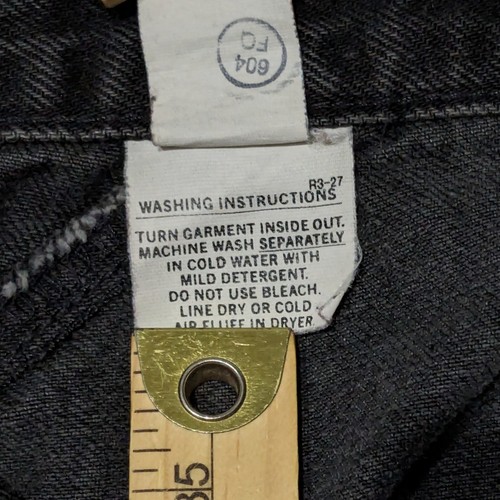 604
FQ
R3-27
WASHING INSTRUCTIONS
TURN GARMENT INSIDE OUT.
MACHINE WASH SEPARATELY
IN COLD WATER WITH
MILD DETERGENT.
DO NOT USE BLEACH.
LINE DRY OR COLD
AIR FLUFF IN DRYER
35